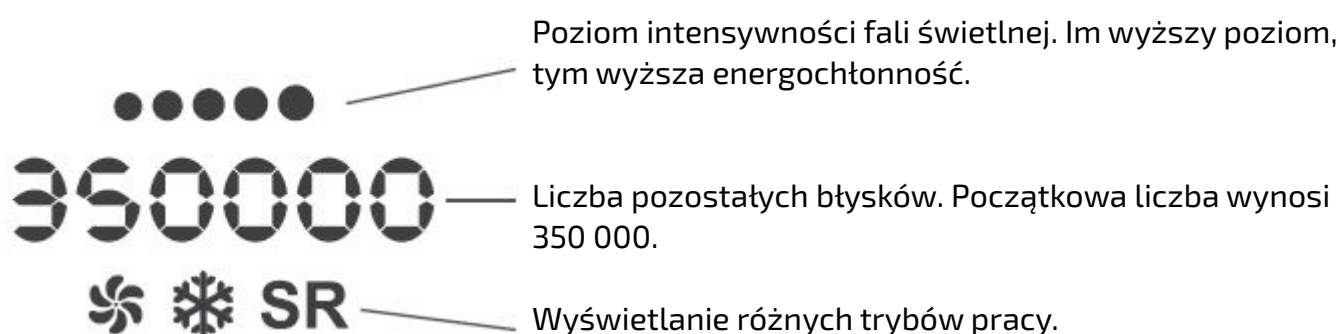 Poziom intensywności fali świetlnej. Im wyższy poziom,
tym wyższa energochłonność.
350000
Liczba pozostałych błysków. Początkowa liczba wynosi
350 000.
SR
Wyświetlanie różnych trybów pracy.